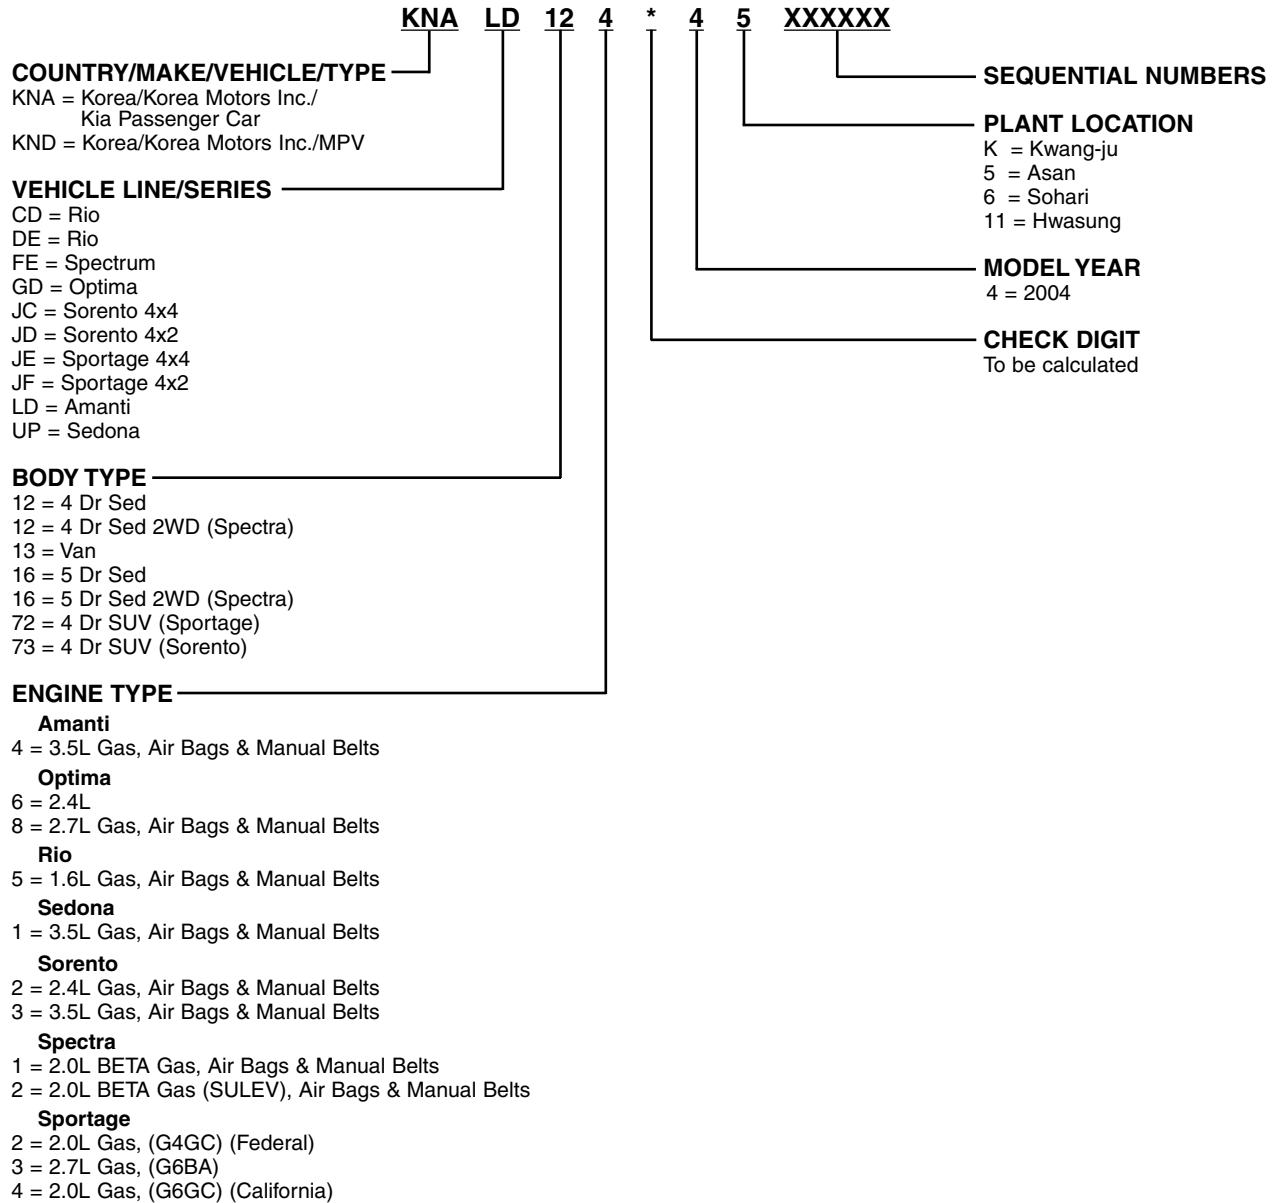 KNA LD 12 4 * 4 5 XXXXXX
COUNTRY/MAKE/VEHICLE/TYPE
KNA = Korea/Korea Motors Inc./
Kia Passenger Car
KND = Korea/Korea Motors Inc./MPV
VEHICLE LINE/SERIES
CD = Rio
DE = Rio
FE = Spectrum
GD = Optima
JC = Sorento 4x4
JD = Sorento 4x2
JE = Sportage 4x4
JF = Sportage 4x2
LD = Amanti
UP = Sedona
BODY TYPE
12 = 4 Dr Sed
12 = 4 Dr Sed 2WD (Spectra)
13 = Van
16 = 5 Dr Sed
16 = 5 Dr Sed 2WD (Spectra)
72 = 4 Dr SUV (Sportage)
73 = 4 Dr SUV (Sorento)
ENGINE TYPE
Amanti
4 = 3.5L Gas, Air Bags & Manual Belts
Optima
6 = 2.4L
8 = 2.7L Gas, Air Bags & Manual Belts
Rio
5 = 1.6L Gas, Air Bags & Manual Belts
Sedona
1 = 3.5L Gas, Air Bags & Manual Belts
Sorento
2 = 2.4L Gas, Air Bags & Manual Belts
3 = 3.5L Gas, Air Bags & Manual Belts
Spectra
1 = 2.0L BETA Gas, Air Bags & Manual Belts
2 = 2.0L BETA Gas (SULEV), Air Bags & Manual Belts
Sportage
2 = 2.0L Gas, (G4GC) (Federal)
3 = 2.7L Gas, (G6BA)
4 = 2.0L Gas, (G6GC) (California)
SEQUENTIAL NUMBERS
PLANT LOCATION
K = Kwang-ju
5 = Asan
6 = Sohari
11 = Hwasung
MODEL YEAR
4 = 2004
CHECK DIGIT
To be calculated